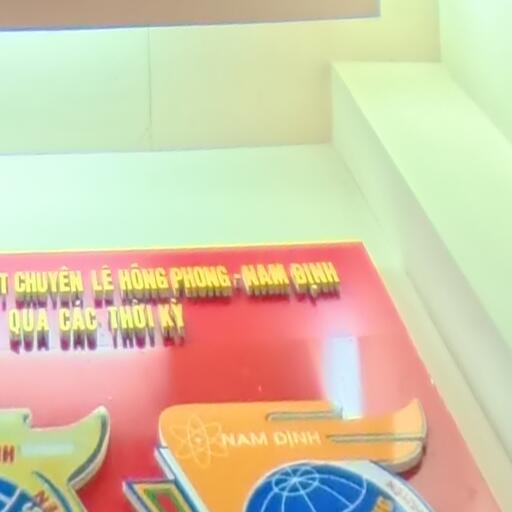 T CHUYÊN LÊ HỒNG PHONG - NAM ĐỊNH
QUA CÁC THỜI KỲ
NAM ĐỊNH